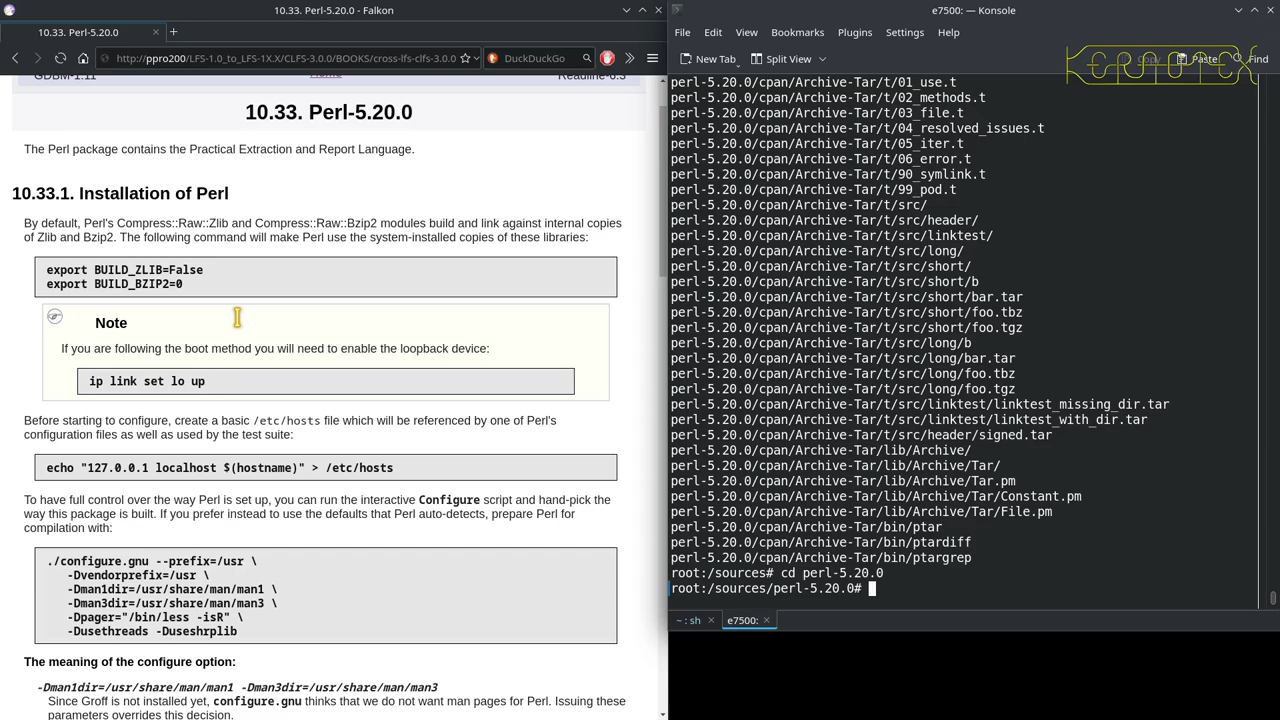 10.33. Perl-5.20.0 - Falkon
10.33. Perl-5.20.0
http://ppro200/LFS-1.0_to_LFS-1X.X/CLFS-3.0.0/BOOKS/cross-lfs-clfs-3.0.0
DuckDuckGo
GDBM-1.11
Home
Readline-6.3
10.33. Perl-5.20.0
The Perl package contains the Practical Extraction and Report Language.
10.33.1. Installation of Perl
By default, Perl's Compress::Raw::Zlib and Compress::Raw::Bzip2 modules build and link against internal copies
of Zlib and Bzip2. The following command will make Perl use the system-installed copies of these libraries:
export BUILD_ZLIB=False
export BUILD_BZIP2=0
Note
If you are following the boot method you will need to enable the loopback device:
ip link set lo up
Before starting to configure, create a basic /etc/hosts file which will be referenced by one of Perl's
configuration files as well as used by the test suite:
echo "127.0.0.1 localhost $(hostname)" > /etc/hosts
To have full control over the way Perl is set up, you can run the interactive Configure script and hand-pick the
way this package is built. If you prefer instead to use the defaults that Perl auto-detects, prepare Perl for
compilation with:
./configure.gnu --prefix=/usr \
-Dvendorprefix=/usr \
-Dman1dir=/usr/share/man/man1 \
-Dman3dir=/usr/share/man/man3 \
-Dpager="/bin/less -isR" \
-Dusethreads -Duseshrplib
The meaning of the configure option:
-Dman1dir=/usr/share/man/man1 -Dman3dir=/usr/share/man/man3
Since Groff is not installed yet, configure.gnu thinks that we do not want man pages for Perl. Issuing these
parameters overrides this decision.
e7500: — Konsole
File Edit View Bookmarks Plugins Settings Help
New Tab
Split View
Copy
Paste
Find
perl-5.20.0/cpan/Archive-Tar/t/01_use.t
perl-5.20.0/cpan/Archive-Tar/t/02_methods.t
perl-5.20.0/cpan/Archive-Tar/t/03_file.t
perl-5.20.0/cpan/Archive-Tar/t/04_resolved_issues.t
perl-5.20.0/cpan/Archive-Tar/t/05_iter.t
perl-5.20.0/cpan/Archive-Tar/t/06_error.t
perl-5.20.0/cpan/Archive-Tar/t/90_symlink.t
perl-5.20.0/cpan/Archive-Tar/t/99_pod.t
perl-5.20.0/cpan/Archive-Tar/t/src/
perl-5.20.0/cpan/Archive-Tar/t/src/header/
perl-5.20.0/cpan/Archive-Tar/t/src/linktest/
perl-5.20.0/cpan/Archive-Tar/t/src/long/
perl-5.20.0/cpan/Archive-Tar/t/src/short/
perl-5.20.0/cpan/Archive-Tar/t/src/short/b
perl-5.20.0/cpan/Archive-Tar/t/src/short/bar.tar
perl-5.20.0/cpan/Archive-Tar/t/src/short/foo.tbz
perl-5.20.0/cpan/Archive-Tar/t/src/short/foo.tgz
perl-5.20.0/cpan/Archive-Tar/t/src/long/b
perl-5.20.0/cpan/Archive-Tar/t/src/long/bar.tar
perl-5.20.0/cpan/Archive-Tar/t/src/long/foo.tbz
perl-5.20.0/cpan/Archive-Tar/t/src/long/foo.tgz
perl-5.20.0/cpan/Archive-Tar/t/src/linktest/linktest_missing_dir.tar
perl-5.20.0/cpan/Archive-Tar/t/src/linktest/linktest_with_dir.tar
perl-5.20.0/cpan/Archive-Tar/t/src/header/signed.tar
perl-5.20.0/cpan/Archive-Tar/lib/Archive/
perl-5.20.0/cpan/Archive-Tar/lib/Archive/Tar/
perl-5.20.0/cpan/Archive-Tar/lib/Archive/Tar.pm
perl-5.20.0/cpan/Archive-Tar/lib/Archive/Tar/Constant.pm
perl-5.20.0/cpan/Archive-Tar/lib/Archive/Tar/File.pm
perl-5.20.0/cpan/Archive-Tar/bin/ptar
perl-5.20.0/cpan/Archive-Tar/bin/ptardiff
perl-5.20.0/cpan/Archive-Tar/bin/ptargrep
root:/sources# cd perl-5.20.0
root:/sources/perl-5.20.0#
~ : sh
e7500: